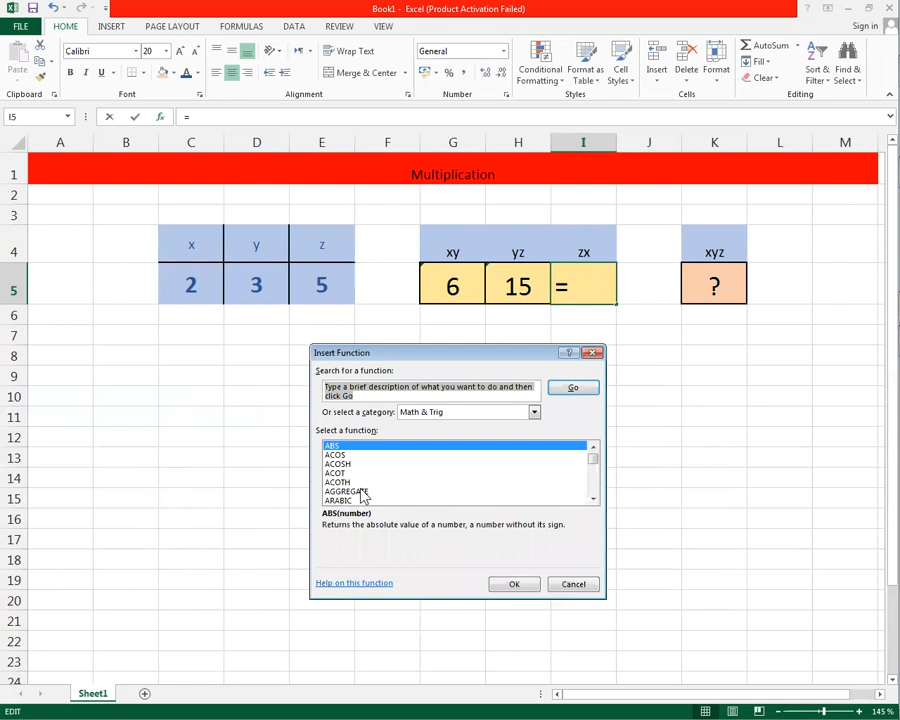 Book1 - Excel (Product Activation Failed)
FILE HOME INSERT PAGE LAYOUT FORMULAS DATA REVIEW VIEW Sign in
Paste
Clipboard
Calibri 20 A A
B I U A
Font
Wrap Text
Merge & Center
Alignment
General
%
Number
Conditional Formatting
Format as Table
Cell Styles
Styles
Insert Delete Format
Cells
AutoSum
Fill
Clear
Sort & Filter
Find & Select
Editing
I5 fx =
A B C D E F G H I J K L M
1 Multiplication
2
3
4 x y z xy yz zx xyz
5 2 3 5 6 15 = ?
6
7
8
9
10
11
12
13
14
15
16
17
18
19
20
21
22
23
24
Insert Function
Search for a function:
Type a brief description of what you want to do and then
click Go
Go
Or select a category: Math & Trig
Select a function:
ABS
ACOS
ACOSH
ACOT
ACOTH
AGGREGATE
ARABIC
ABS(number)
Returns the absolute value of a number, a number without its sign.
Help on this function
OK Cancel
Sheet1
EDIT 145 %